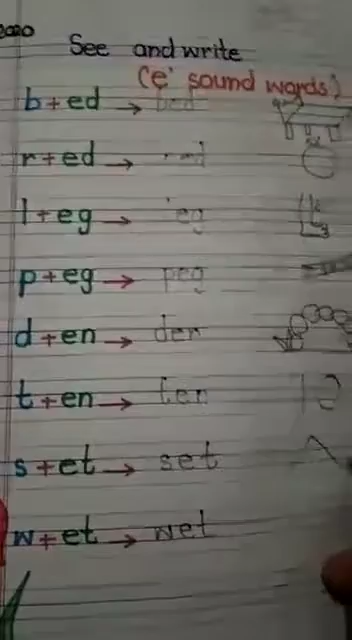 See and write
('e' sound words)
b+ed → bed
r+ed →
l+eg → leg
p+eg → peg
d+en → den
t+en → ten
s+et → set
w+et → wet